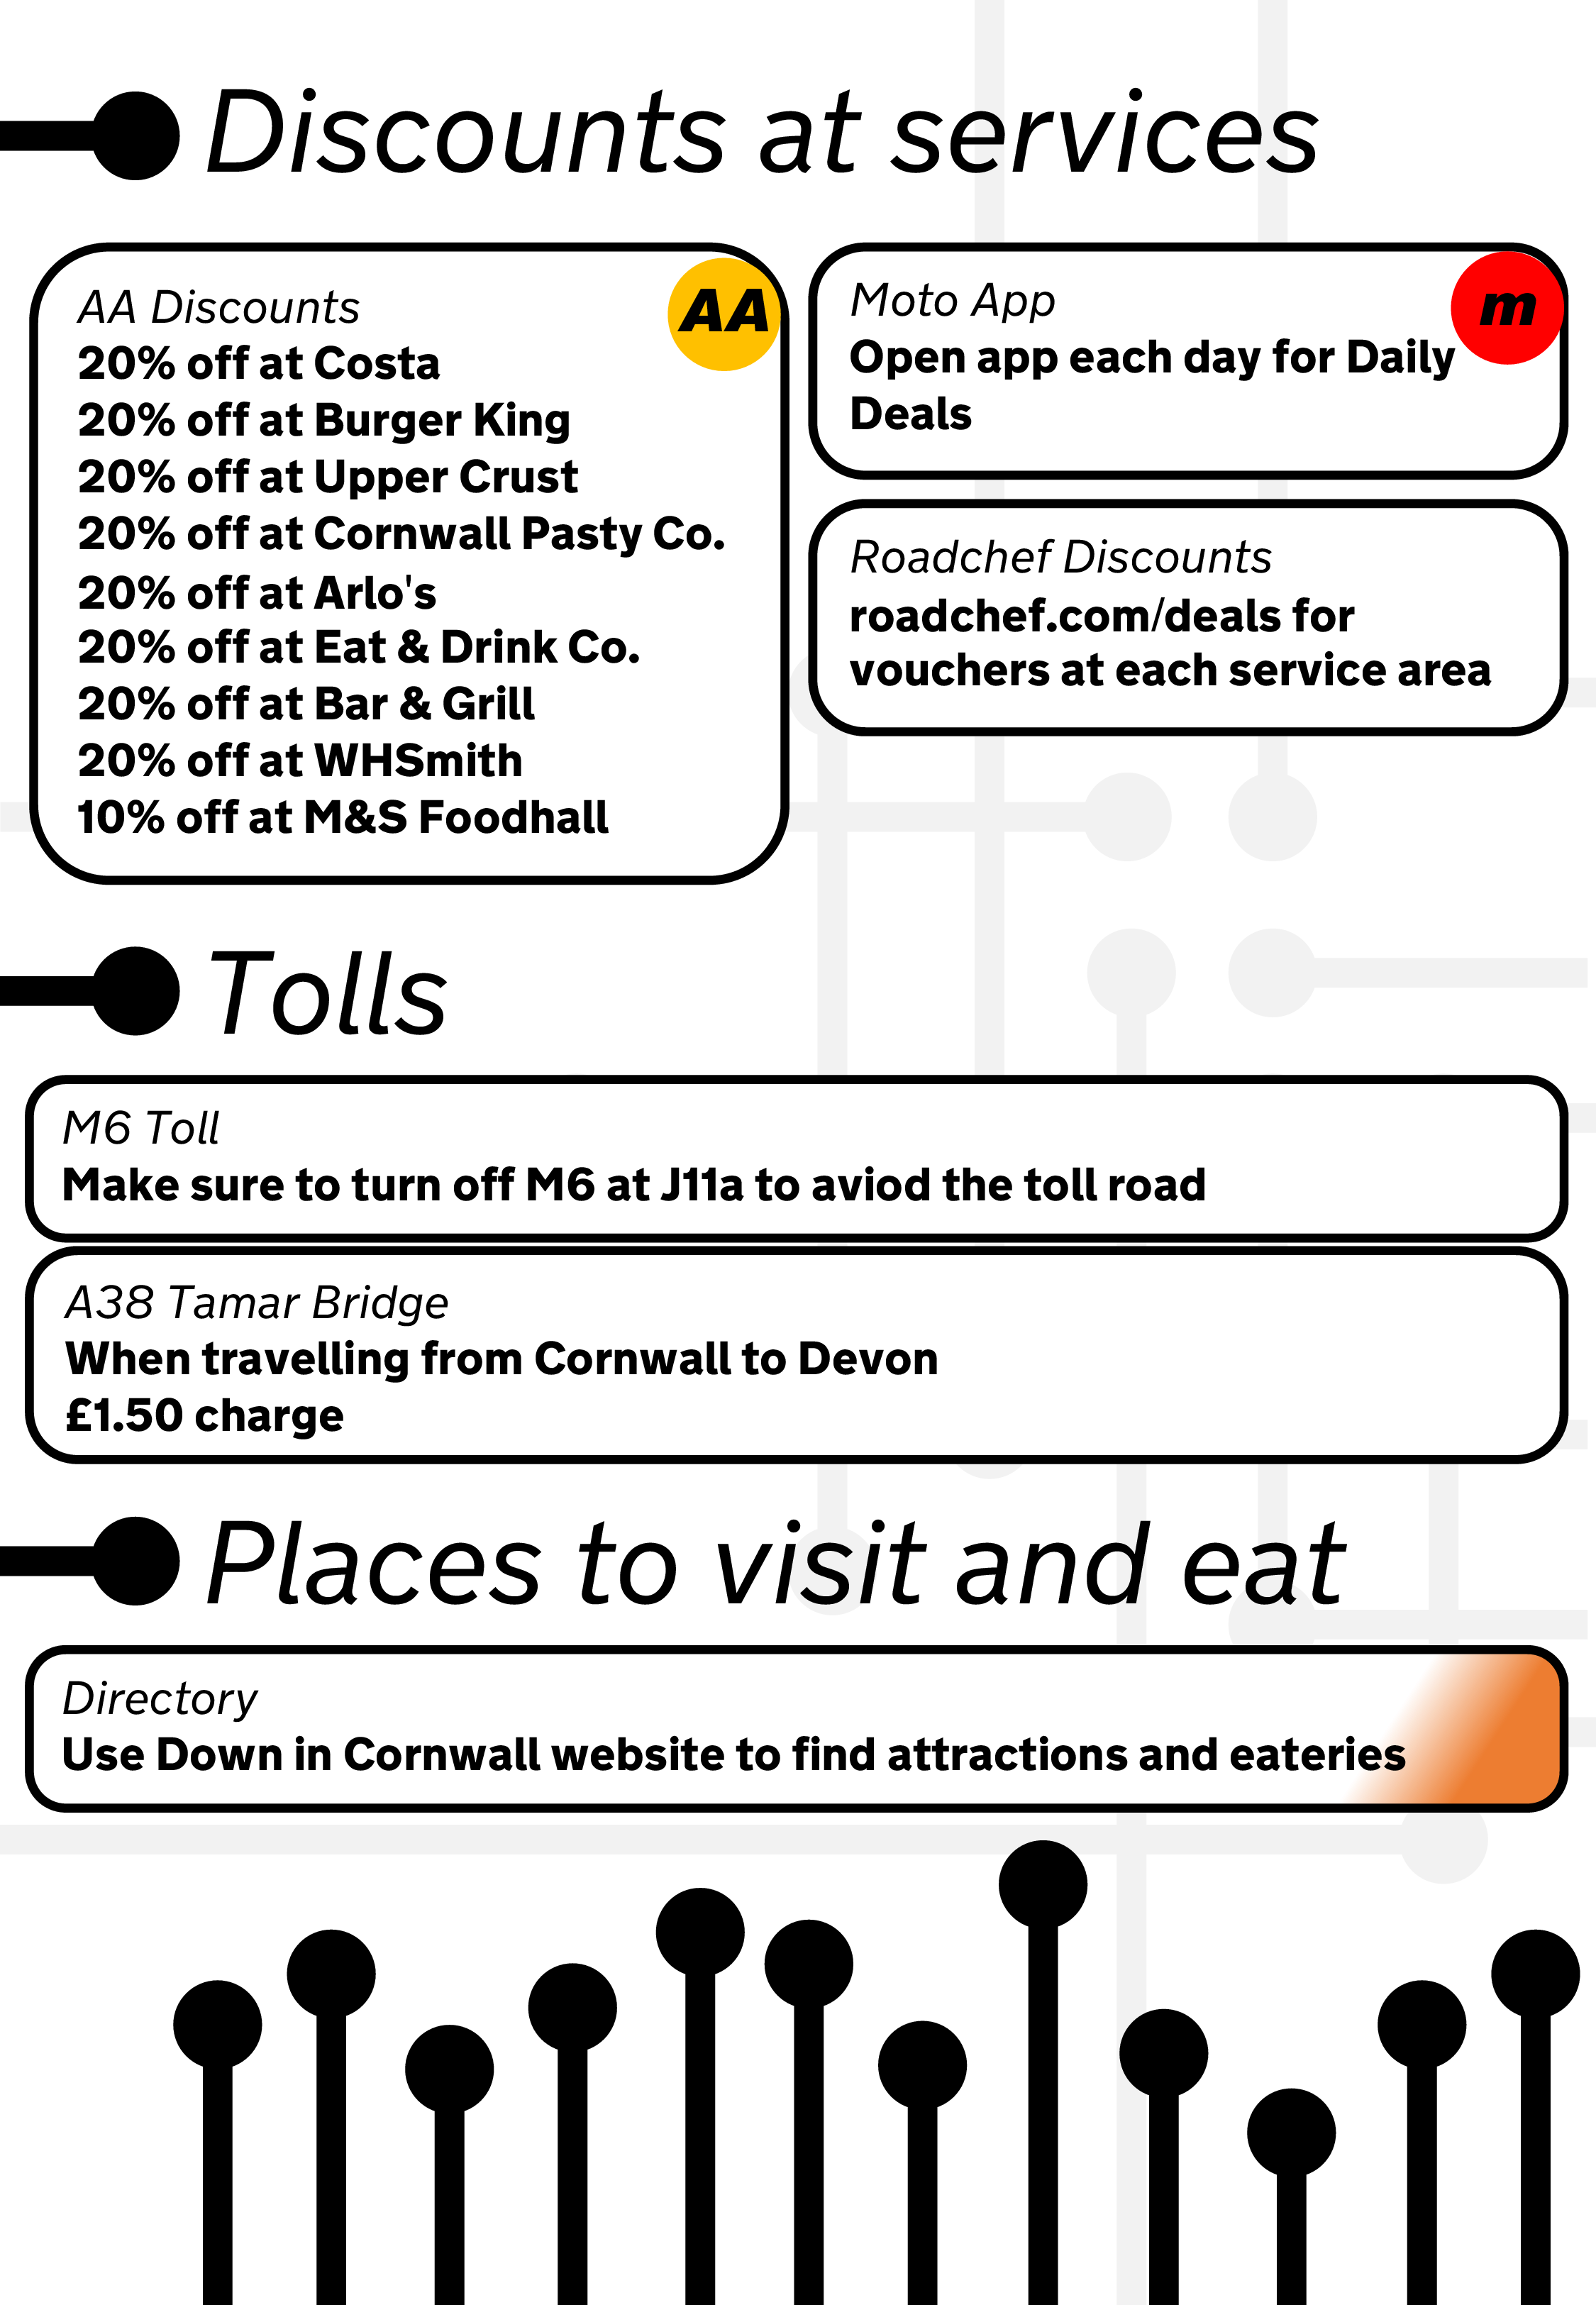 Discounts at services
AA Discounts
AA
20% off at Costa
20% off at Burger King
20% off at Upper Crust
20% off at Cornwall Pasty Co.
20% off at Arlo's
20% off at Eat & Drink Co.
20% off at Bar & Grill
20% off at WHSmith
10% off at M&S Foodhall
Moto App
m
Open app each day for Daily
Deals
Roadchef Discounts
roadchef.com/deals for
vouchers at each service area
Tolls
M6 Toll
Make sure to turn off M6 at J11a to aviod the toll road
A38 Tamar Bridge
When travelling from Cornwall to Devon
£1.50 charge
Places to visit and eat
Directory
Use Down in Cornwall website to find attractions and eateries